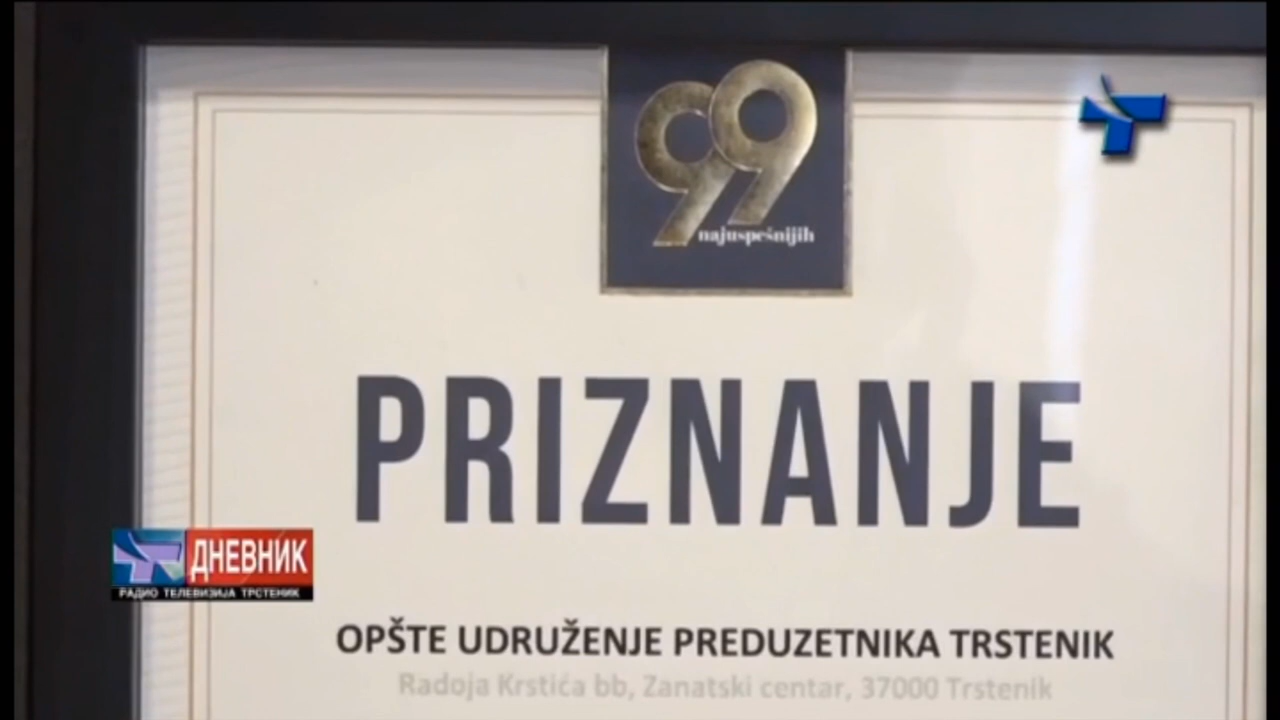 99
najuspešnijih
PRIZNANJE
ДНЕВНИК
РАДИО ТЕЛЕВИЗИЈА ТРСТЕНИК
OPŠTE UDRUŽENJE PREDUZETNIKA TRSTENIK
Radoja Krstića bb, Zanatski centar, 37000 Trstenik